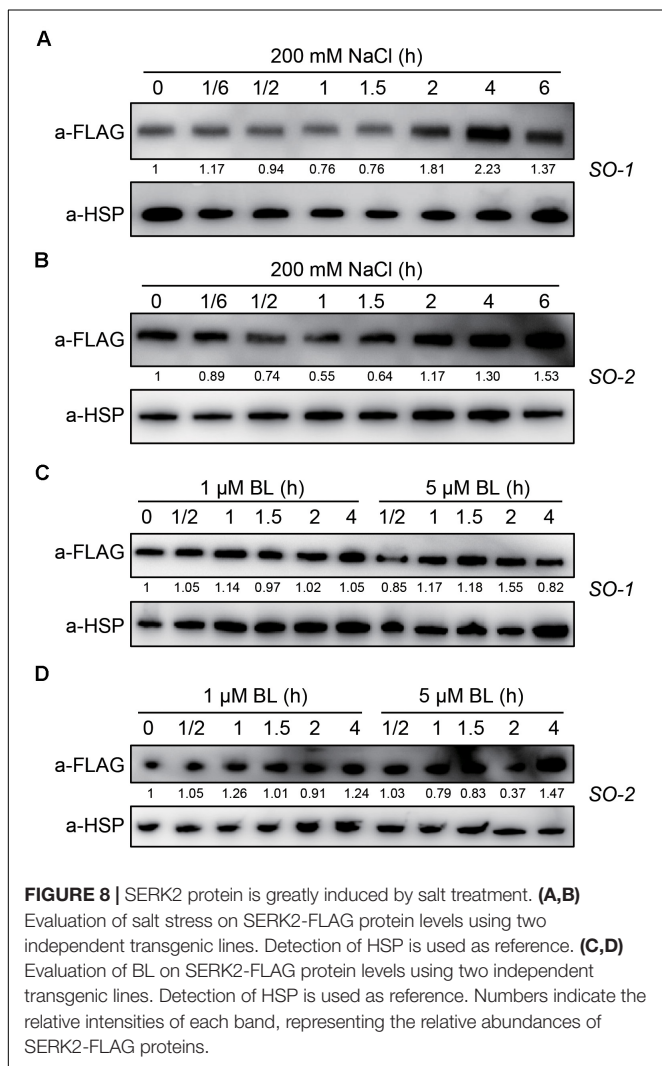 A
200 mM NaCl (h)
0 1/6 1/2 1 1.5 2 4 6
a-FLAG
1 1.17 0.94 0.76 0.76 1.81 2.23 1.37 SO-1
a-HSP
B
200 mM NaCl (h)
0 1/6 1/2 1 1.5 2 4 6
a-FLAG
1 0.89 0.74 0.55 0.64 1.17 1.30 1.53 SO-2
a-HSP
C
1 µM BL (h) 5 µM BL (h)
0 1/2 1 1.5 2 4 1/2 1 1.5 2 4
a-FLAG
1 1.05 1.14 0.97 1.02 1.05 0.85 1.17 1.18 1.55 0.82 SO-1
a-HSP
D
1 µM BL (h) 5 µM BL (h)
0 1/2 1 1.5 2 4 1/2 1 1.5 2 4
a-FLAG
1 1.05 1.26 1.01 0.91 1.24 1.03 0.79 0.83 0.37 1.47 SO-2
a-HSP
FIGURE 8 | SERK2 protein is greatly induced by salt treatment. (A,B)
Evaluation of salt stress on SERK2-FLAG protein levels using two
independent transgenic lines. Detection of HSP is used as reference. (C,D)
Evaluation of BL on SERK2-FLAG protein levels using two independent
transgenic lines. Detection of HSP is used as reference. Numbers indicate the
relative intensities of each band, representing the relative abundances of
SERK2-FLAG proteins.